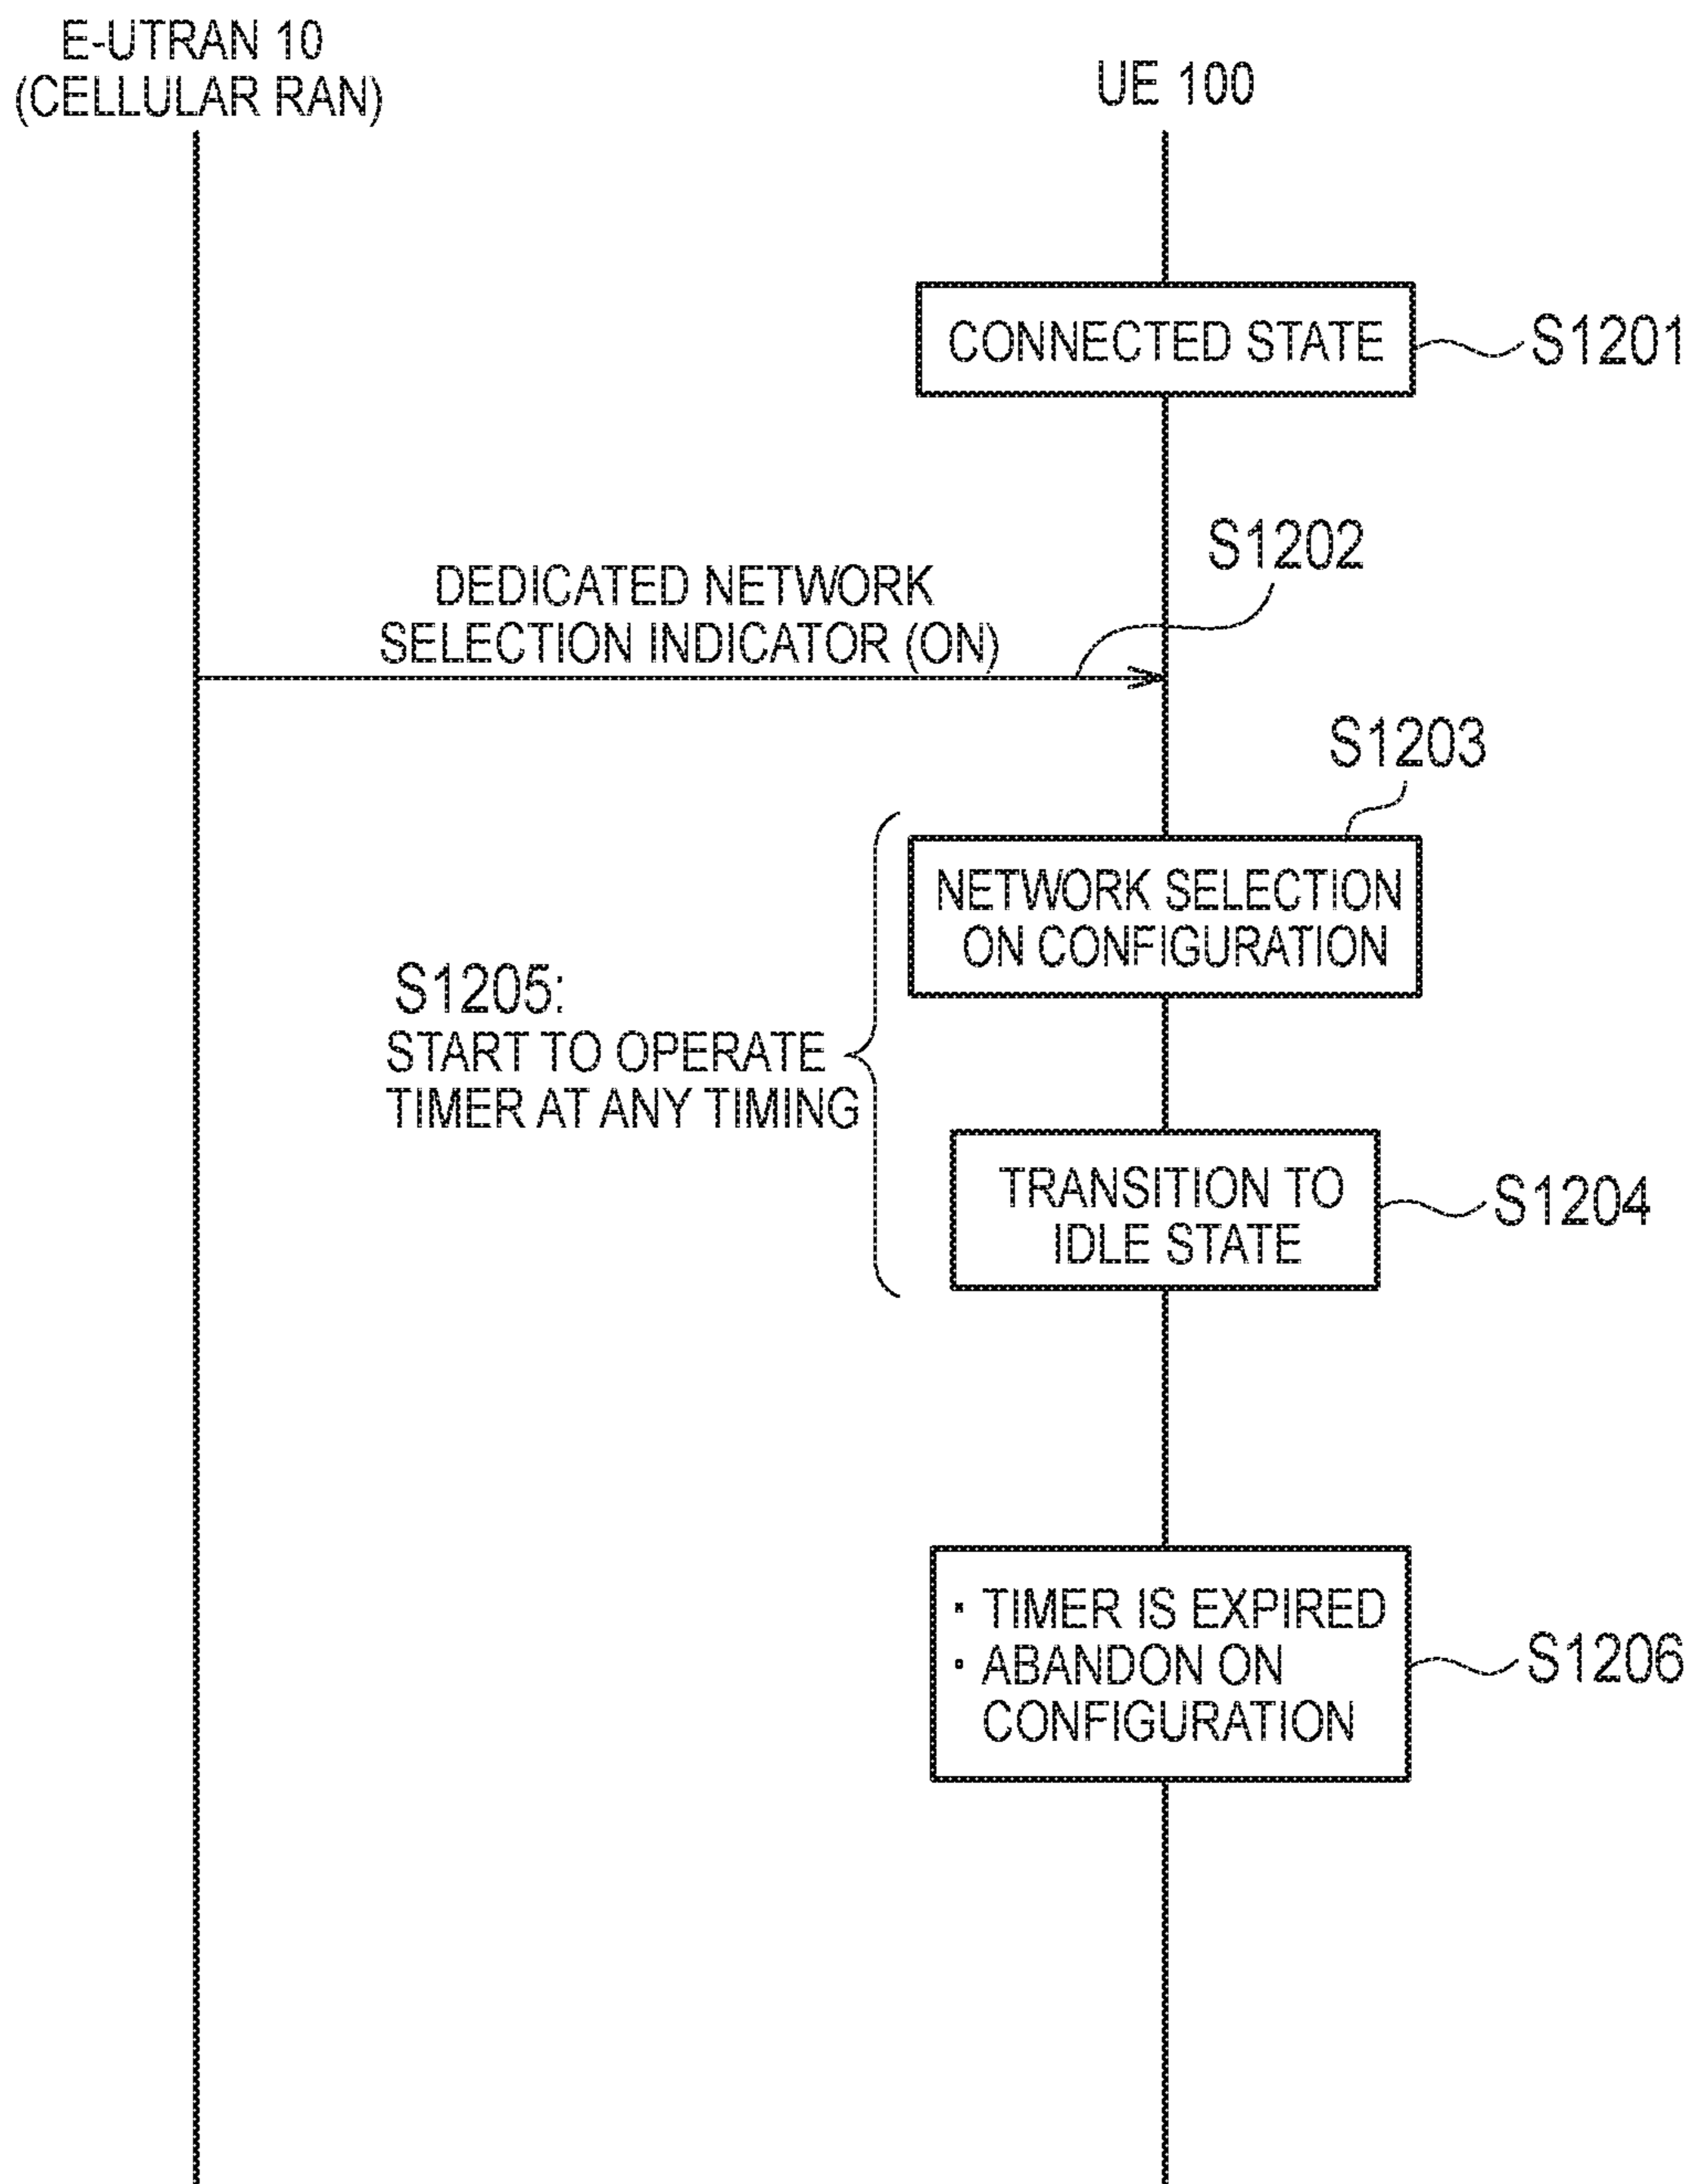 E-UTRAN 10
(CELLULAR RAN)
UE 100
CONNECTED STATE
S1201
S1202
DEDICATED NETWORK
SELECTION INDICATOR (ON)
S1203
NETWORK SELECTION
ON CONFIGURATION
S1205:
START TO OPERATE
TIMER AT ANY TIMING
TRANSITION TO
IDLE STATE
S1204
· TIMER IS EXPIRED
· ABANDON ON
CONFIGURATION
S1206